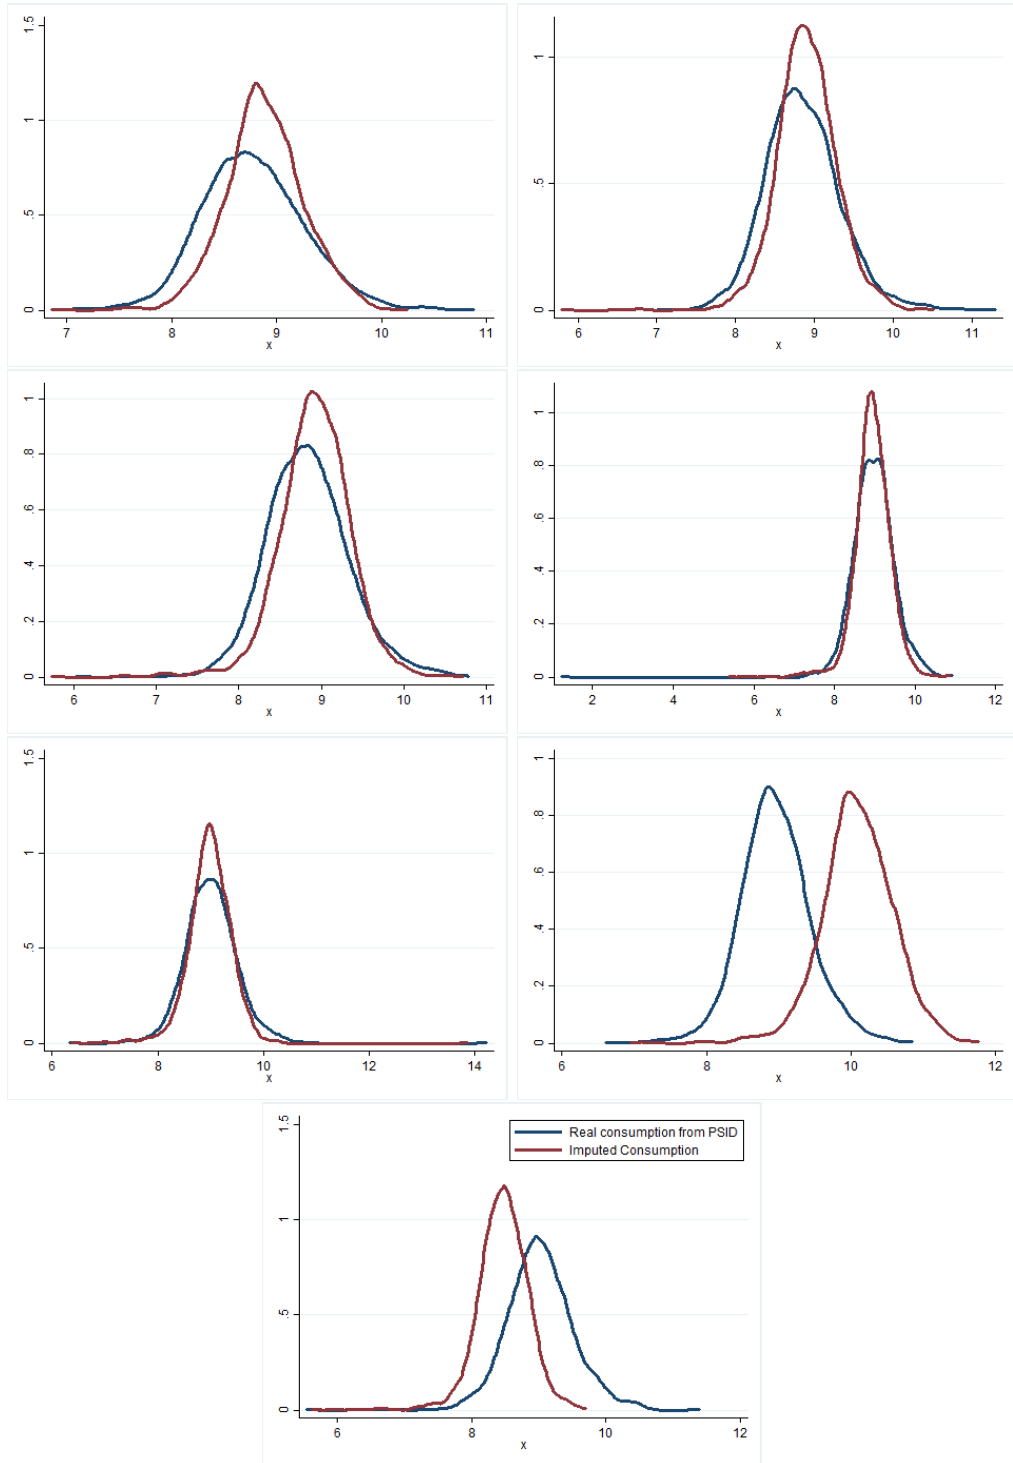 1.5
1
.5
0
7 8 9 10 11
x
1
.5
0
6 7 8 9 10 11
x
1
.8
.6
.4
.2
0
6 7 8 9 10 11
x
1
.8
.6
.4
.2
0
2 4 6 8 10 12
x
1.5
1
.5
0
6 8 10 12 14
x
1
.8
.6
.4
.2
0
6 8 10 12
x
1.5
1
.5
0
Real consumption from PSID
Imputed Consumption
6 8 10 12
x